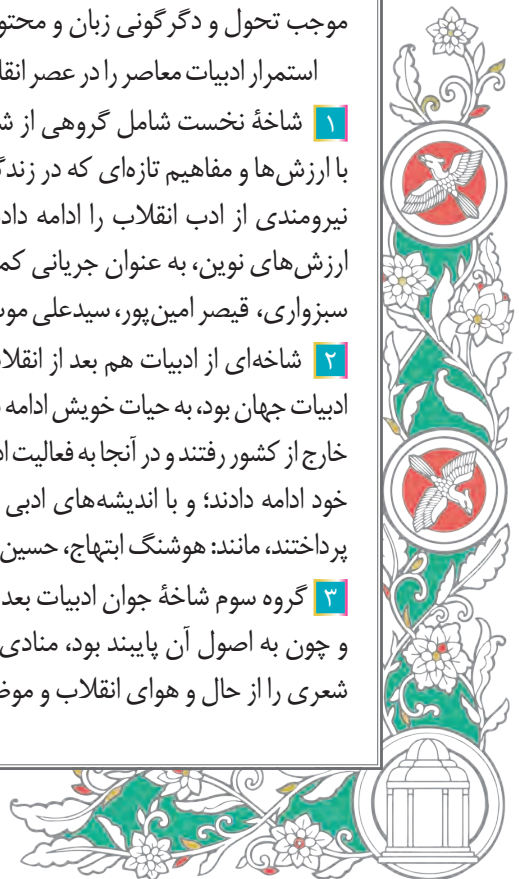 موجب تحول و دگرگونی زبان و محتو
استمرار ادبیات معاصر را در عصر انقلا
۱ شاخهٔ نخست شامل گروهی از ش
با ارزش‌ها و مفاهیم تازه‌ای که در زندگ
نیرومندی از ادب انقلاب را ادامه داد
ارزش‌های نوین، به عنوان جریانی کم
سبزواری، قیصر امین‌پور، سیدعلی موس
۲ شاخه‌ای از ادبیات هم بعد از انقلا
ادبیات جهان بود، به حیات خویش ادامه
خارج از کشور رفتند و در آنجا به فعالیت اد
خود ادامه دادند؛ و با اندیشه‌های ادبی
پرداختند، مانند: هوشنگ ابتهاج، حسین
۳ گروه سوم شاخهٔ جوان ادبیات بعد
و چون به اصول آن پایبند بود، منادی
شعری را از حال و هوای انقلاب و موض